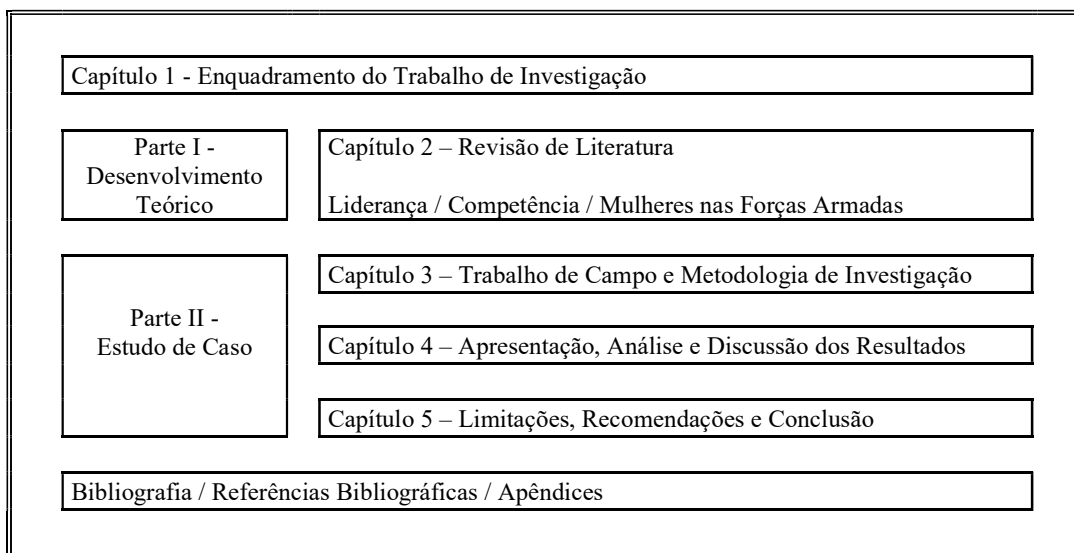 Capítulo 1 - Enquadramento do Trabalho de Investigação
Parte I -
Desenvolvimento
Teórico
Capítulo 2 – Revisão de Literatura
Liderança / Competência / Mulheres nas Forças Armadas
Parte II -
Estudo de Caso
Capítulo 3 – Trabalho de Campo e Metodologia de Investigação
Capítulo 4 – Apresentação, Análise e Discussão dos Resultados
Capítulo 5 – Limitações, Recomendações e Conclusão
Bibliografia / Referências Bibliográficas / Apêndices